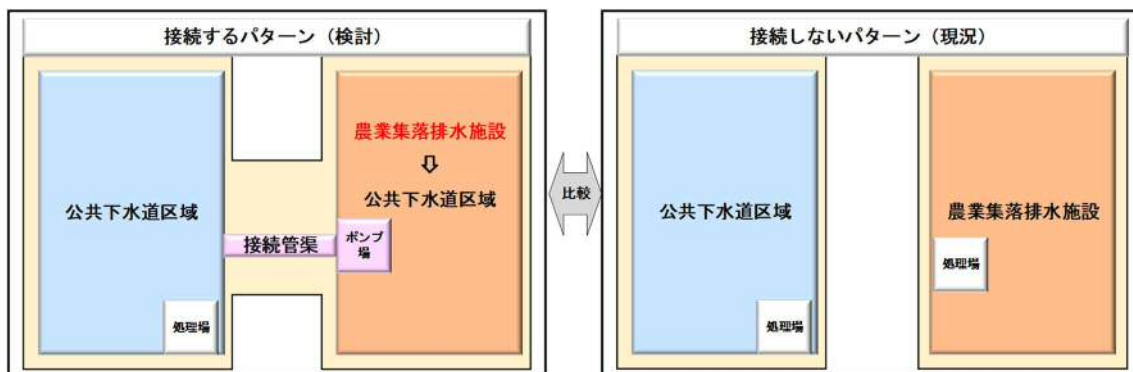 接続するパターン（検討）
農業集落排水施設
⇩
公共下水道区域
公共下水道区域
接続管渠
ポンプ
場
処理場
比較
接続しないパターン（現況）
公共下水道区域
農業集落排水施設
処理場
処理場